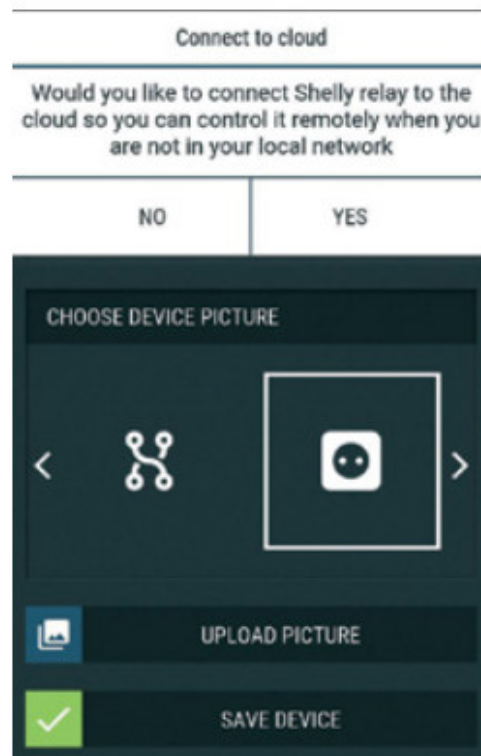 Connect to cloud
Would you like to connect Shelly relay to the
cloud so you can control it remotely when you
are not in your local network
NO YES
CHOOSE DEVICE PICTURE
UPLOAD PICTURE
SAVE DEVICE